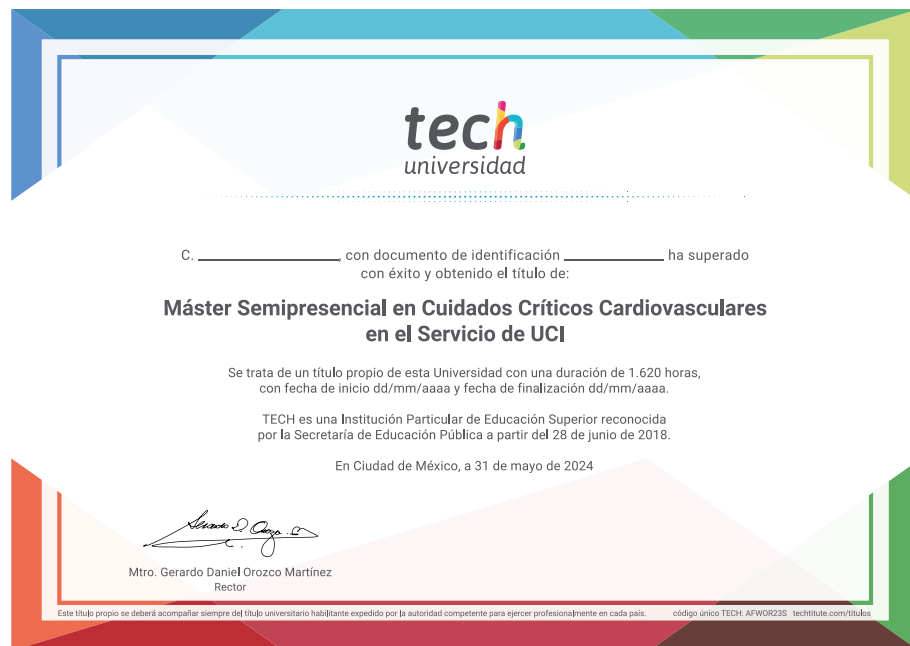 tech
universidad
C. ____________, con documento de identificación ____________ ha superado
con éxito y obtenido el título de:
Máster Semipresencial en Cuidados Críticos Cardiovasculares
en el Servicio de UCI
Se trata de un título propio de esta Universidad con una duración de 1.620 horas,
con fecha de inicio dd/mm/aaaa y fecha de finalización dd/mm/aaaa.
TECH es una Institución Particular de Educación Superior reconocida
por la Secretaría de Educación Pública a partir del 28 de junio de 2018.
En Ciudad de México, a 31 de mayo de 2024
Mtro. Gerardo Daniel Orozco Martínez
Rector
Este título propio se deberá acompañar siempre del título universitario habilitante expedido por la autoridad competente para ejercer profesionalmente en cada país. código único TECH: AFWOR23S techtitute.com/titulos